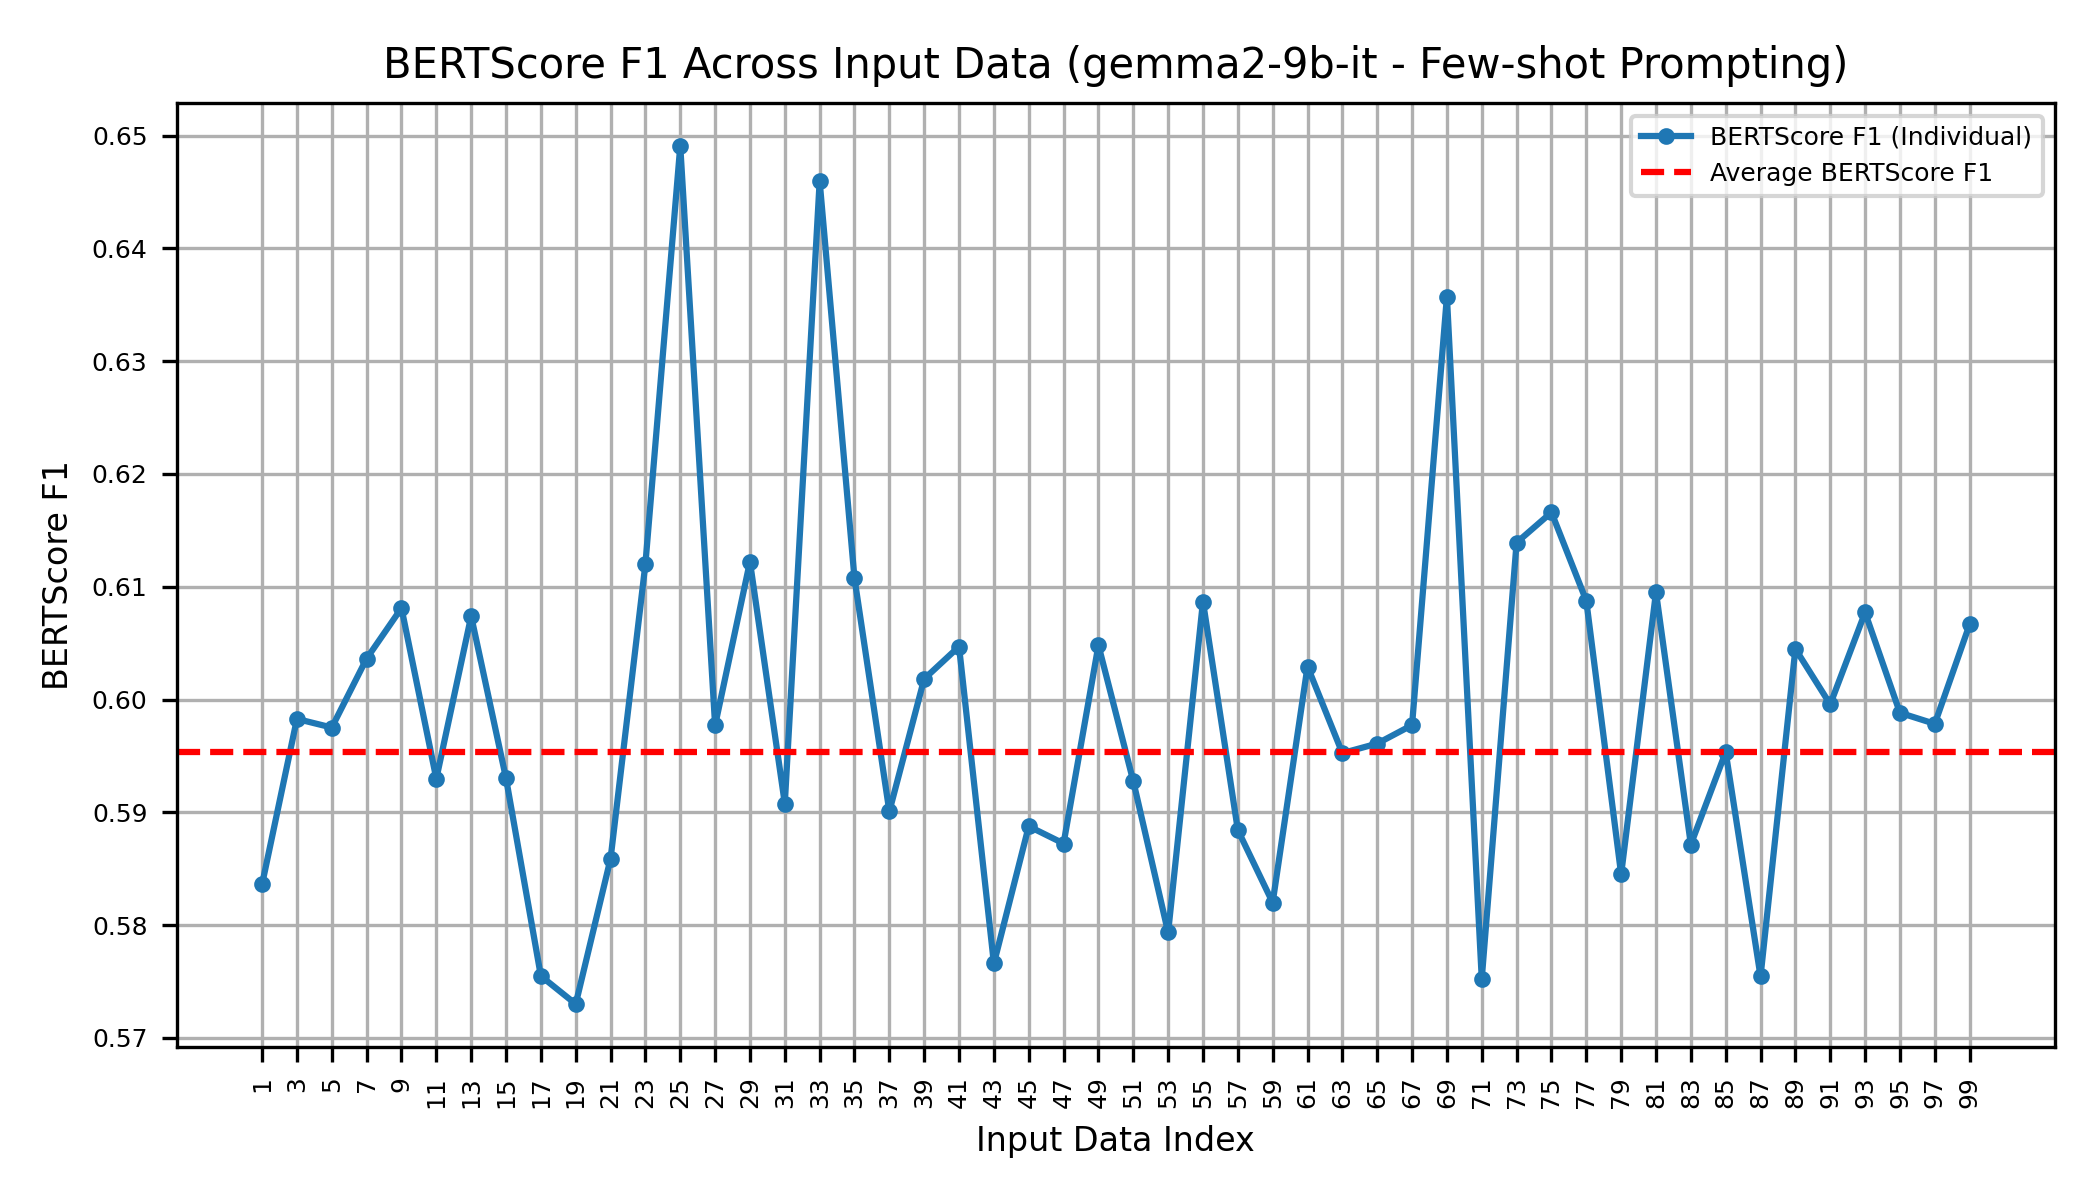 BERTScore F1 Across Input Data (gemma2-9b-it - Few-shot Prompting)
BERTScore F1 (Individual)
Average BERTScore F1
BERTScore F1
0.65
0.64
0.63
0.62
0.61
0.60
0.59
0.58
0.57
1 3 5 7 9 11 13 15 17 19 21 23 25 27 29 31 33 35 37 39 41 43 45 47 49 51 53 55 57 59 61 63 65 67 69 71 73 75 77 79 81 83 85 87 89 91 93 95 97 99
Input Data Index